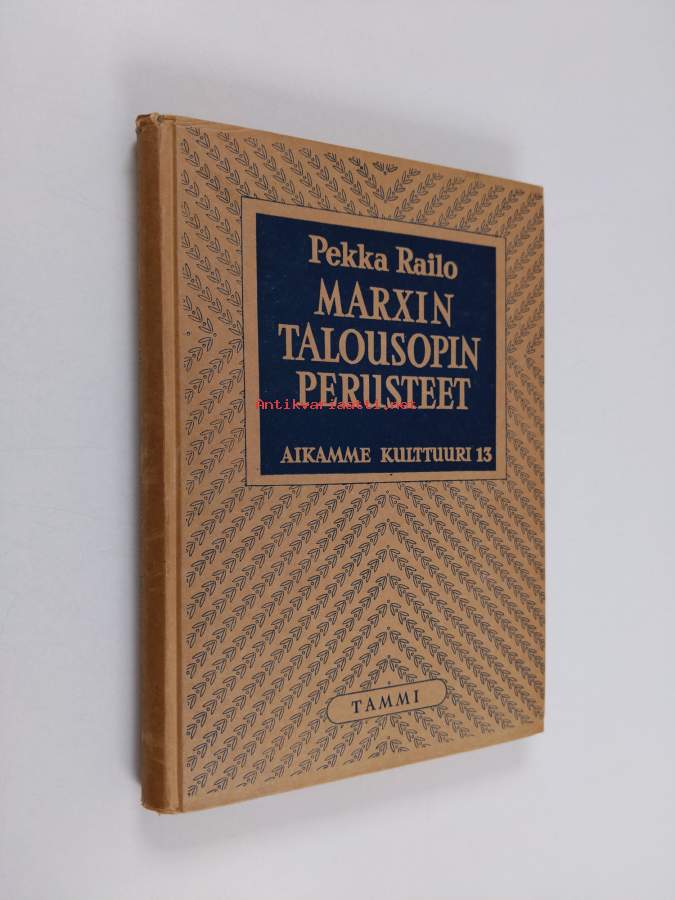 Pekka Railo
MARXIN
TALOUSOPIN
PERUSTEET
Antikvariaatti.net
AIKAMME KULTTUURI 13
TAMMI